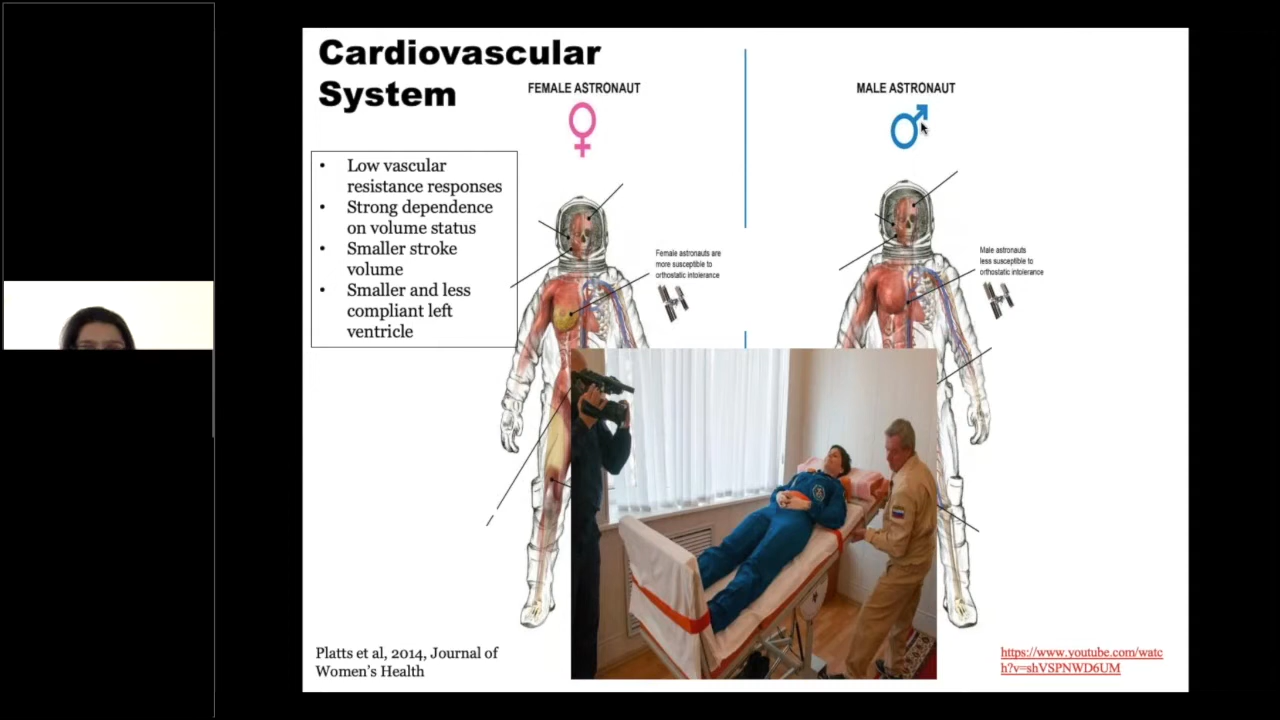 Cardiovascular
System
FEMALE ASTRONAUT
MALE ASTRONAUT
• Low vascular
resistance responses
• Strong dependence
on volume status
• Smaller stroke
volume
• Smaller and less
compliant left
ventricle
Female astronauts are
more susceptible to
orthostatic intolerance
Male astronauts
less susceptible to
orthostatic intolerance
Platts et al, 2014, Journal of
Women's Health
https://www.youtube.com/watc
h?v=shVSPNWD6UM